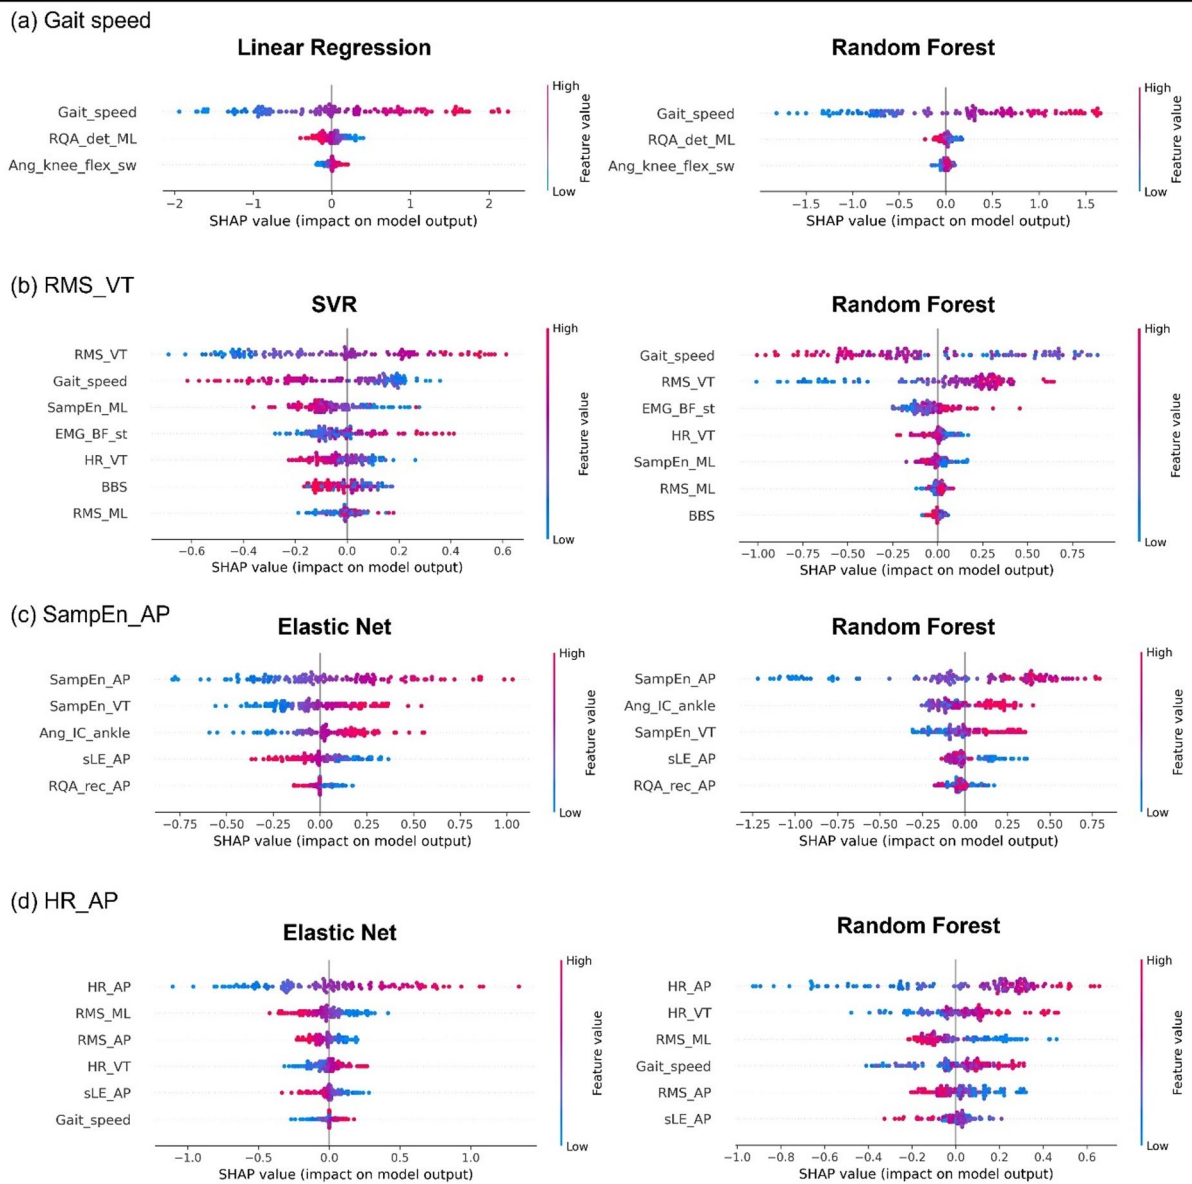 (a) Gait speed
Linear Regression
Gait_speed
RQA_det_ML
Ang_knee_flex_sw
−2 −1 0 1 2
SHAP value (impact on model output)
High
Feature value
Low
Random Forest
Gait_speed
RQA_det_ML
Ang_knee_flex_sw
−1.5 −1.0 −0.5 0.0 0.5 1.0 1.5
SHAP value (impact on model output)
High
Feature value
Low
(b) RMS_VT
SVR
RMS_VT
Gait_speed
SampEn_ML
EMG_BF_st
HR_VT
BBS
RMS_ML
−0.6 −0.4 −0.2 0.0 0.2 0.4 0.6
SHAP value (impact on model output)
High
Feature value
Low
Random Forest
Gait_speed
RMS_VT
EMG_BF_st
HR_VT
SampEn_ML
RMS_ML
BBS
−1.00 −0.75 −0.50 −0.25 0.00 0.25 0.50 0.75
SHAP value (impact on model output)
High
Feature value
Low
(c) SampEn_AP
Elastic Net
SampEn_AP
SampEn_VT
Ang_IC_ankle
sLE_AP
RQA_rec_AP
−0.75 −0.50 −0.25 0.00 0.25 0.50 0.75 1.00
SHAP value (impact on model output)
High
Feature value
Low
Random Forest
SampEn_AP
Ang_IC_ankle
SampEn_VT
sLE_AP
RQA_rec_AP
−1.25 −1.00 −0.75 −0.50 −0.25 0.00 0.25 0.50 0.75
SHAP value (impact on model output)
High
Feature value
Low
(d) HR_AP
Elastic Net
HR_AP
RMS_ML
RMS_AP
HR_VT
sLE_AP
Gait_speed
−1.0 −0.5 0.0 0.5 1.0
SHAP value (impact on model output)
High
Feature value
Low
Random Forest
HR_AP
HR_VT
RMS_ML
Gait_speed
RMS_AP
sLE_AP
−1.0 −0.8 −0.6 −0.4 −0.2 0.0 0.2 0.4 0.6
SHAP value (impact on model output)
High
Feature value
Low